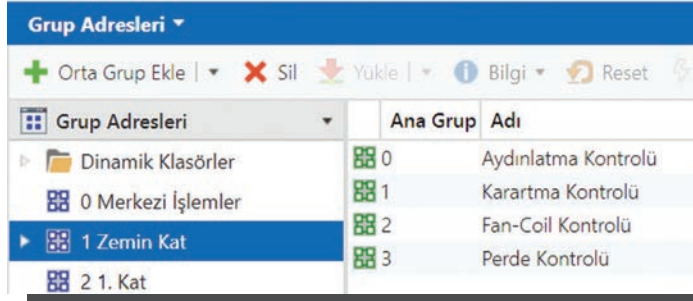 Grup Adresleri
Orta Grup Ekle Sil Yükle Bilgi Reset
Grup Adresleri
Dinamik Klasörler
0 Merkezi İşlemler
1 Zemin Kat
2 1. Kat
Ana Grup Adı
0 Aydınlatma Kontrolü
1 Karartma Kontrolü
2 Fan-Coil Kontrolü
3 Perde Kontrolü